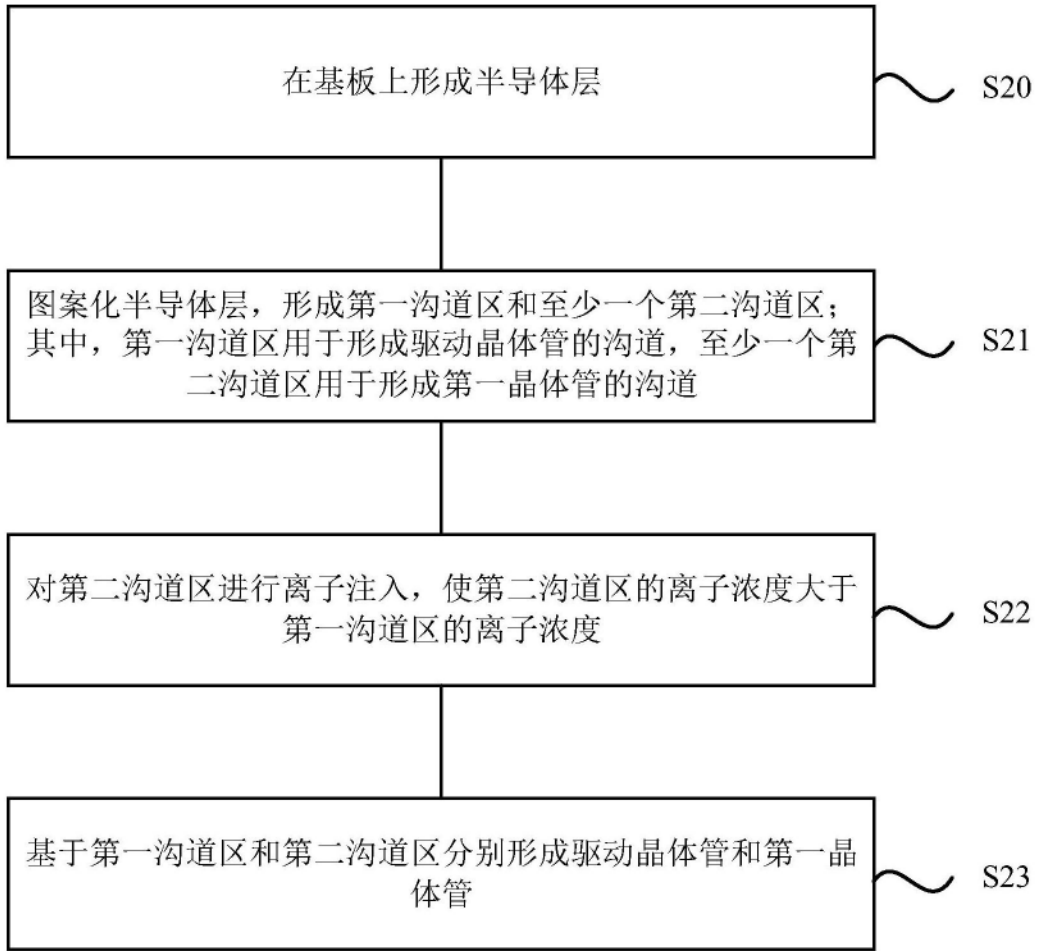 在基板上形成半导体层
S20
图案化半导体层，形成第一沟道区和至少一个第二沟道区；
其中，第一沟道区用于形成驱动晶体管的沟道，至少一个第
二沟道区用于形成第一晶体管的沟道
S21
对第二沟道区进行离子注入，使第二沟道区的离子浓度大于
第一沟道区的离子浓度
S22
基于第一沟道区和第二沟道区分别形成驱动晶体管和第一晶
体管
S23